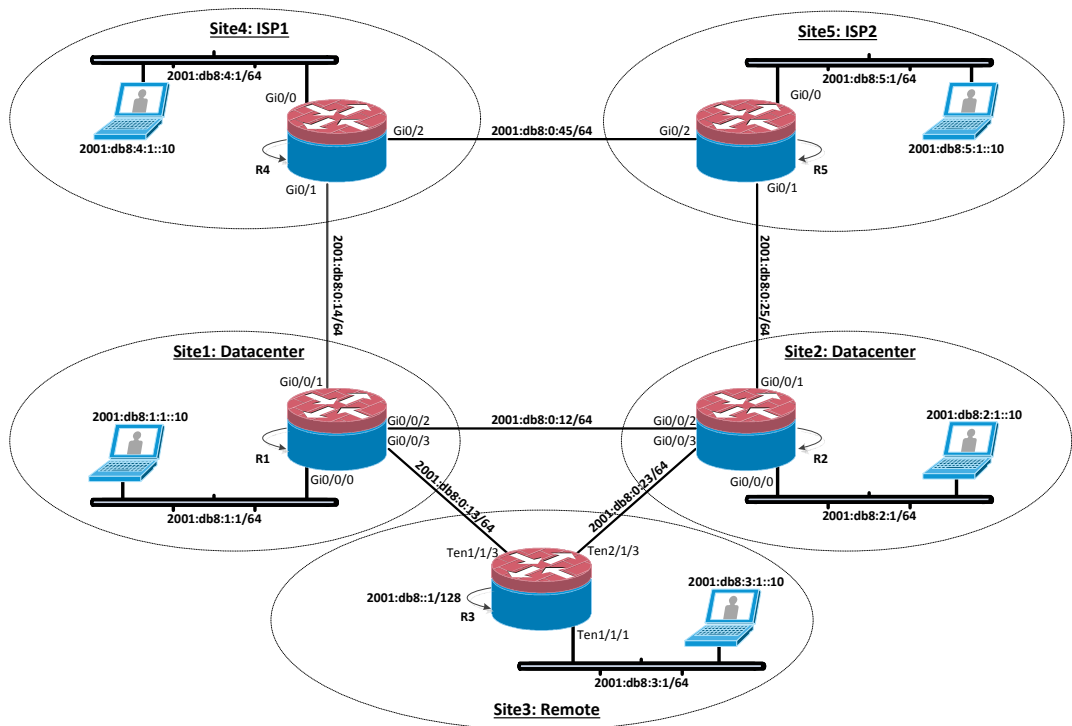 Site4: ISP1
2001:db8:4:1/64
Gi0/0
2001:db8:4:1::10
R4
Gi0/2
Gi0/1
2001:db8:0:45/64
Site5: ISP2
2001:db8:5:1/64
Gi0/0
2001:db8:5:1::10
Gi0/2
R5
Gi0/1
2001:db8:0:14/64
2001:db8:0:25/64
Site1: Datacenter
Gi0/0/1
2001:db8:1:1::10
Gi0/0/2
Gi0/0/3
R1
Gi0/0/0
2001:db8:1:1/64
2001:db8:0:12/64
Site2: Datacenter
Gi0/0/1
2001:db8:2:1::10
Gi0/0/2
Gi0/0/3
R2
Gi0/0/0
2001:db8:2:1/64
2001:db8:0:13/64
2001:db8:0:23/64
Ten1/1/3
Ten2/1/3
2001:db8::1/128
R3
2001:db8:3:1::10
Ten1/1/1
2001:db8:3:1/64
Site3: Remote